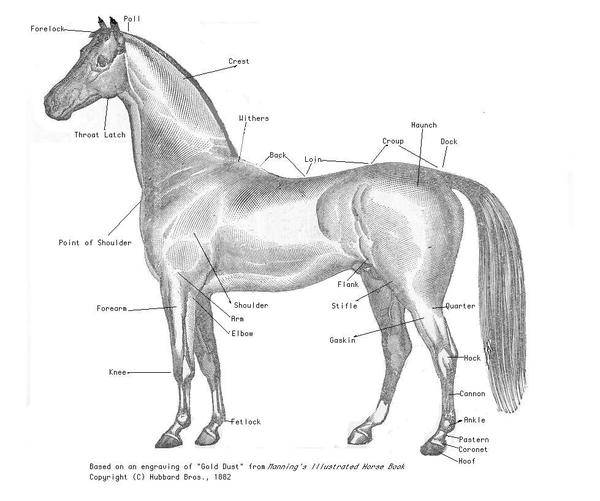 Poll
Forelock
Crest
Withers
Haunch
Throat Latch
Croup
Dock
Back
Loin
Point of Shoulder
Flank
Shoulder
Stifle
Quarter
Forearm
Arm
Elbow
Gaskin
Hock
Knee
Cannon
Fetlock
Ankle
Pastern
Coronet
Hoof
Based on an engraving of "Gold Dust" from Manning's Illustrated Horse Book
Copyright (C) Hubbard Bros., 1882